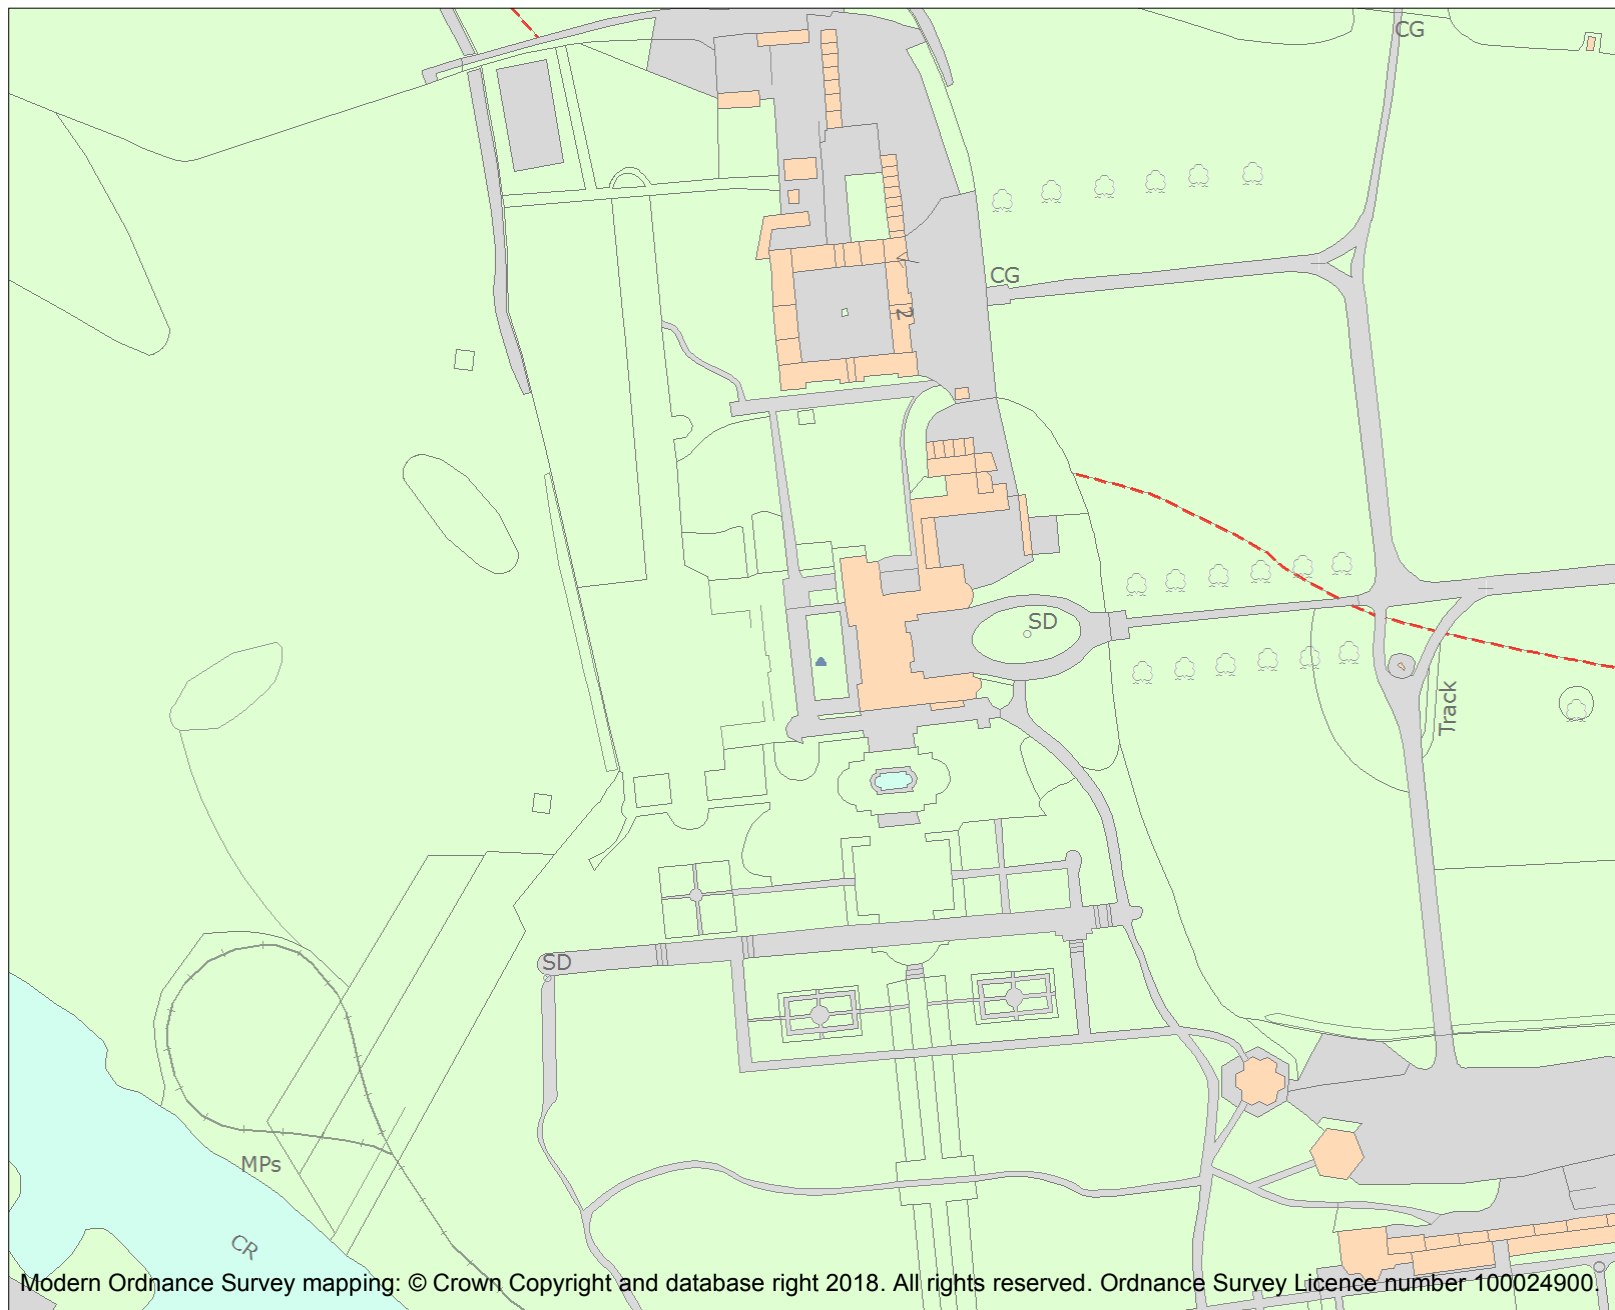 CG
CG
2
SD
Track
SD
MPs
CR
Modern Ordnance Survey mapping: © Crown Copyright and database right 2018. All rights reserved. Ordnance Survey Licence number 100024900.